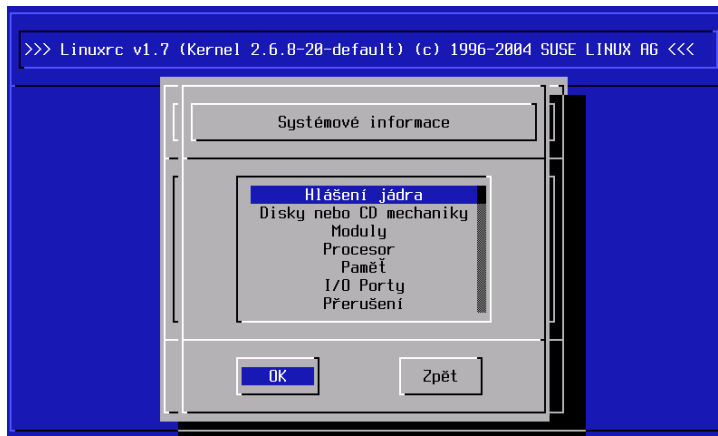 >>> Linuxrc v1.7 (Kernel 2.6.8-20-default) (c) 1996-2004 SUSE LINUX AG <<<
Systémové informace
Hlášení jádra
Disky nebo CD mechaniky
Moduly
Procesor
Paměť
I/O Porty
Přerušení
OK
Zpět